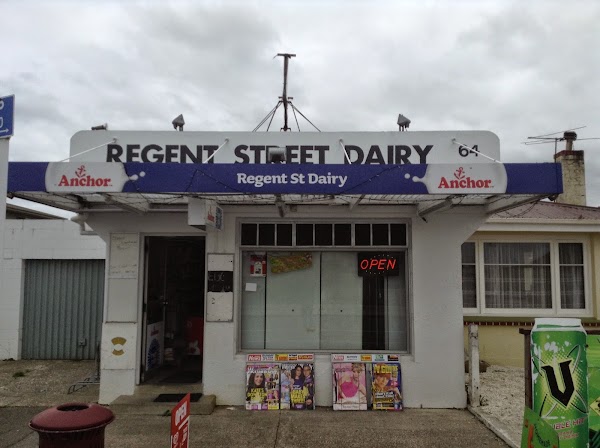 REGENT STREET DAIRY 64
Anchor
Regent St Dairy
Anchor
OPEN
V